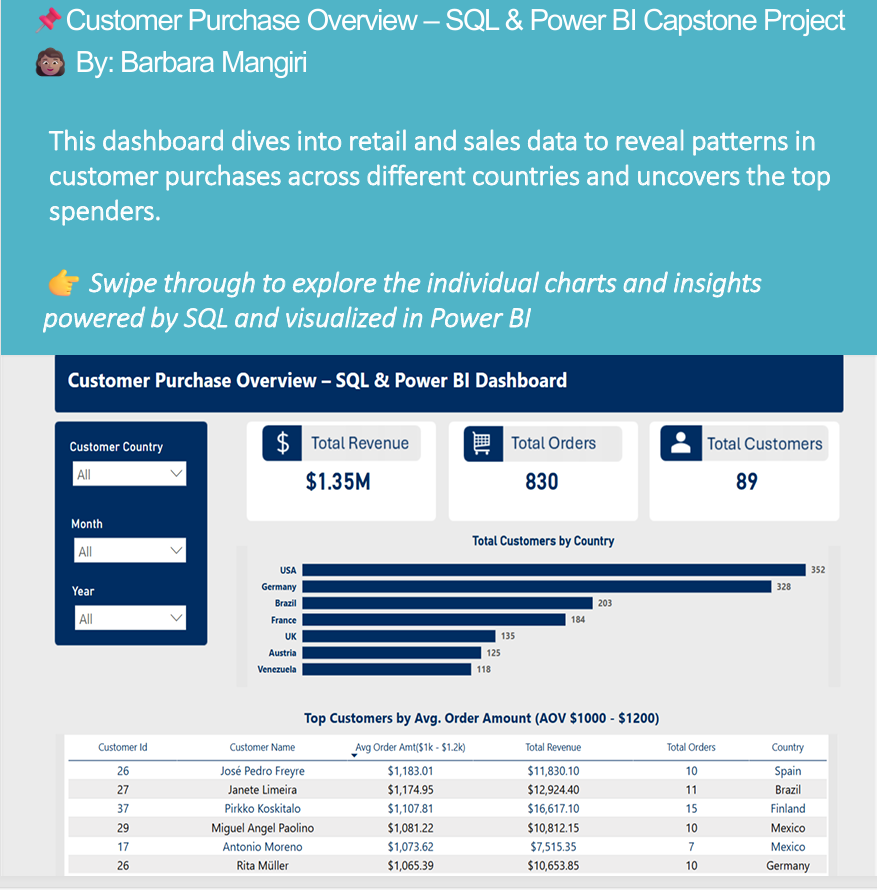 📌Customer Purchase Overview – SQL & Power BI Capstone Project
👩🏽 By: Barbara Mangiri
This dashboard dives into retail and sales data to reveal patterns in
customer purchases across different countries and uncovers the top
spenders.
👉 Swipe through to explore the individual charts and insights
powered by SQL and visualized in Power BI
Customer Purchase Overview – SQL & Power BI Dashboard
Customer Country
All
Month
All
Year
All
$ Total Revenue
$1.35M
Total Orders
830
Total Customers
89
Total Customers by Country
USA 352
Germany 328
Brazil 203
France 184
UK 135
Austria 125
Venezuela 118
Top Customers by Avg. Order Amount (AOV $1000 - $1200)
Customer Id Customer Name Avg Order Amt($1k - $1.2k) Total Revenue Total Orders Country
26 José Pedro Freyre $1,183.01 $11,830.10 10 Spain
27 Janete Limeira $1,174.95 $12,924.40 11 Brazil
37 Pirkko Koskitalo $1,107.81 $16,617.10 15 Finland
29 Miguel Angel Paolino $1,081.22 $10,812.15 10 Mexico
17 Antonio Moreno $1,073.62 $7,515.35 7 Mexico
26 Rita Müller $1,065.39 $10,653.85 10 Germany